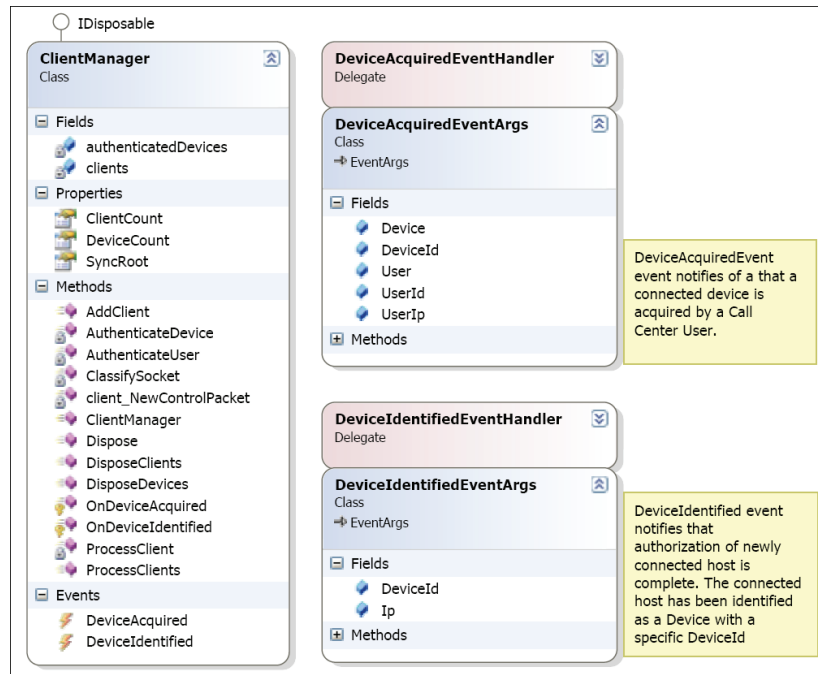 IDisposable
ClientManager
Class
Fields
authenticatedDevices
clients
Properties
ClientCount
DeviceCount
SyncRoot
Methods
AddClient
AuthenticateDevice
AuthenticateUser
ClassifySocket
client_NewControlPacket
ClientManager
Dispose
DisposeClients
DisposeDevices
OnDeviceAcquired
OnDeviceIdentified
ProcessClient
ProcessClients
Events
DeviceAcquired
DeviceIdentified
DeviceAcquiredEventHandler
Delegate
DeviceAcquiredEventArgs
Class
EventArgs
Fields
Device
DeviceId
User
UserId
UserIp
Methods
DeviceAcquiredEvent
event notifies of a that a
connected device is
acquired by a Call
Center User.
DeviceIdentifiedEventHandler
Delegate
DeviceIdentifiedEventArgs
Class
EventArgs
Fields
DeviceId
Ip
Methods
DeviceIdentified event
notifies that
authorization of newly
connected host is
complete. The connected
host has been identified
as a Device with a
specific DeviceId